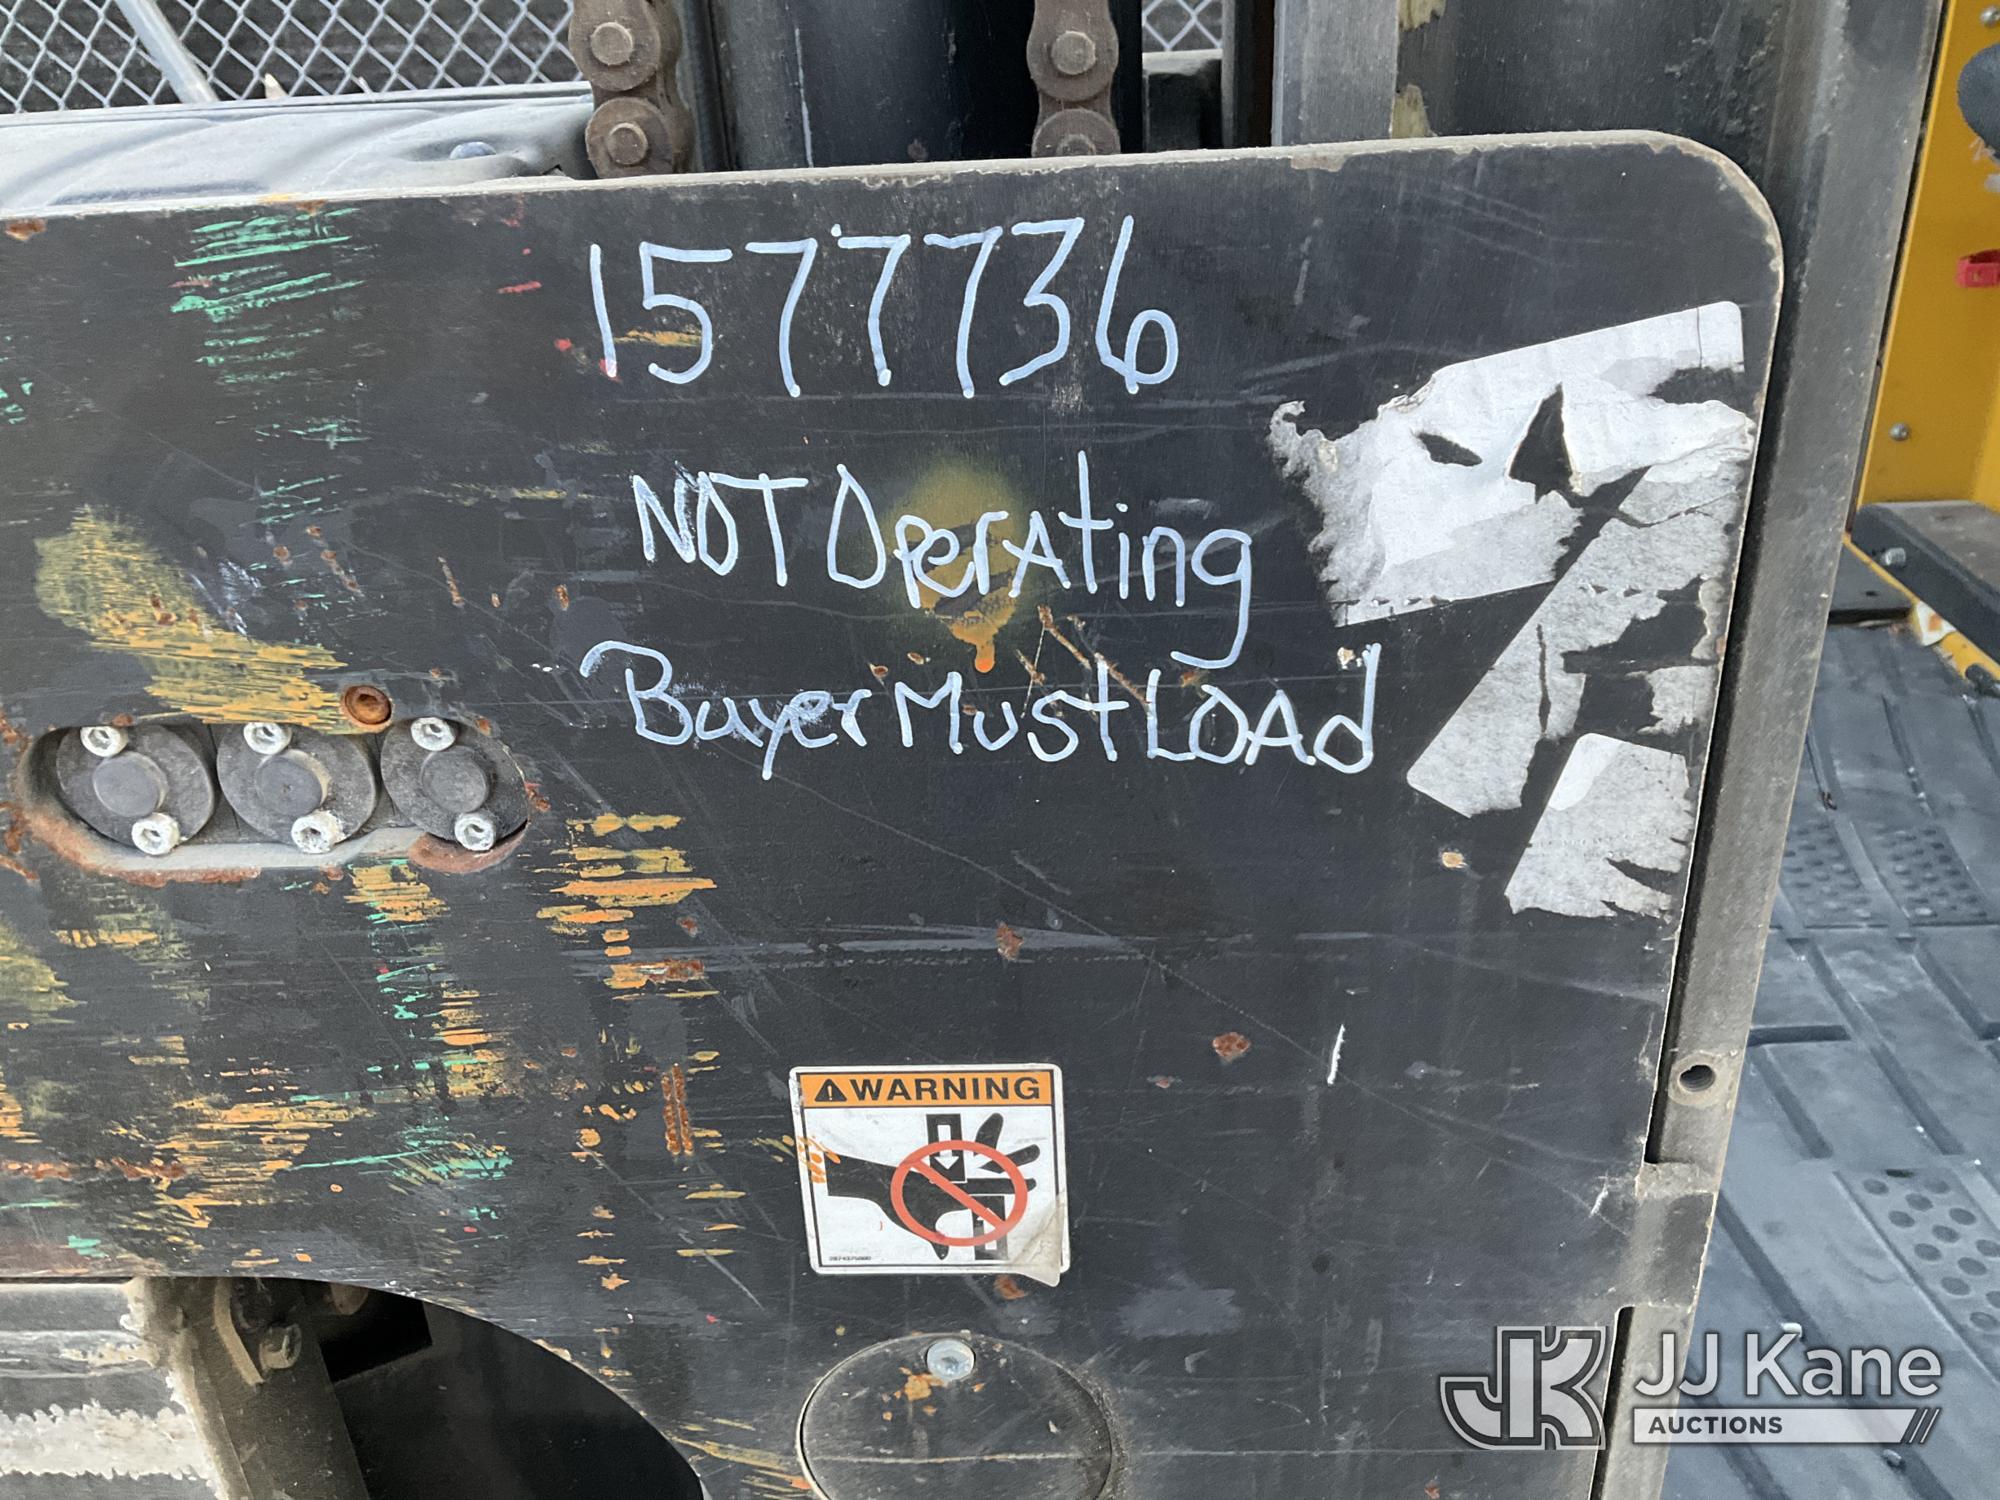 1577736
NOT OperAting
Buyer Must LOAd
WARNING
JJ Kane
AUCTIONS